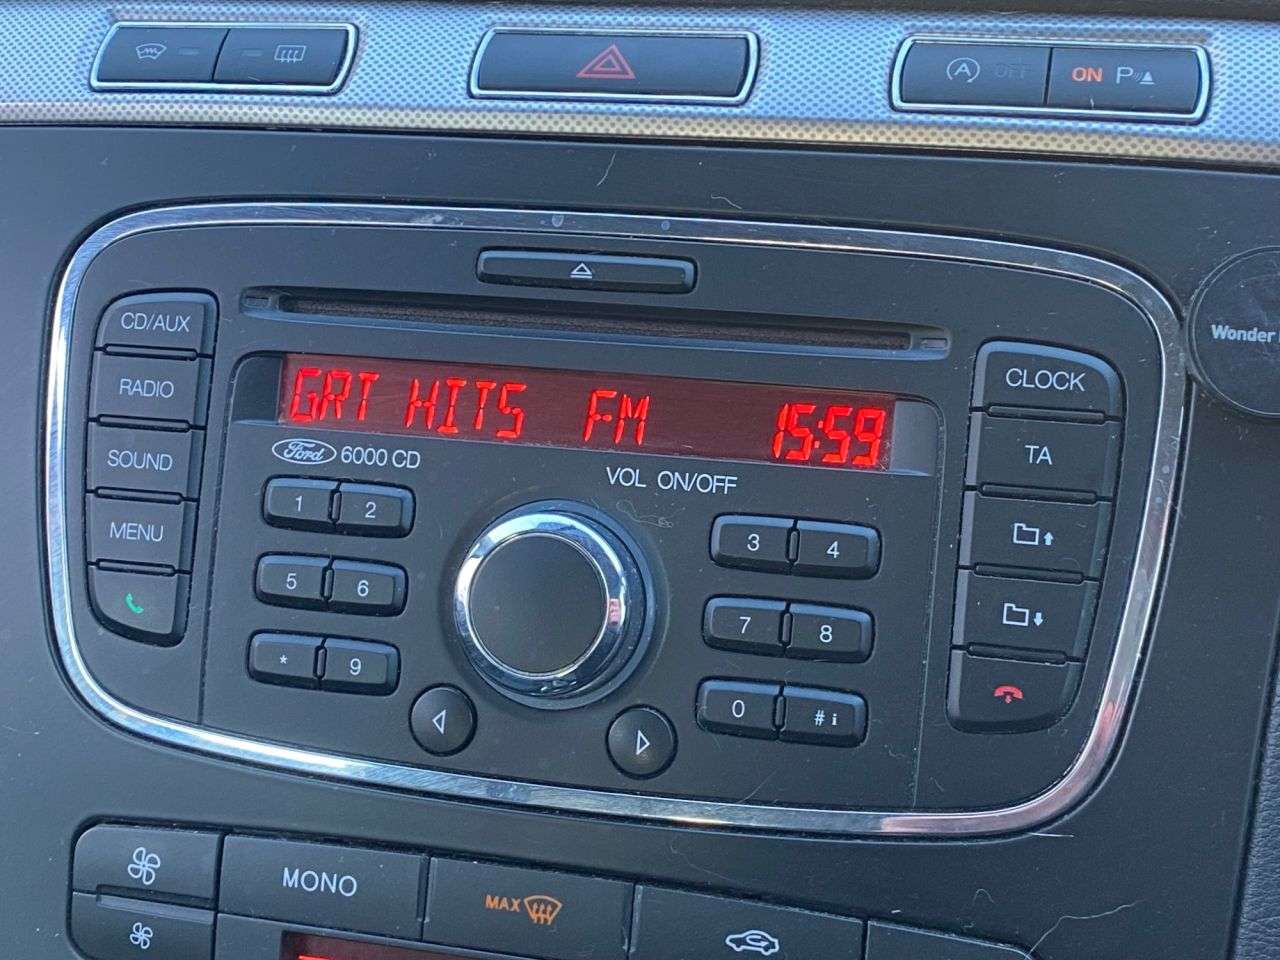 A OFF
ON P
Wonder
CD/AUX
RADIO
SOUND
MENU
GRT HITS FM 15:59
Ford 6000 CD
VOL ON/OFF
1 2
5 6
* 9
3 4
7 8
0 # i
CLOCK
TA
MONO
MAX